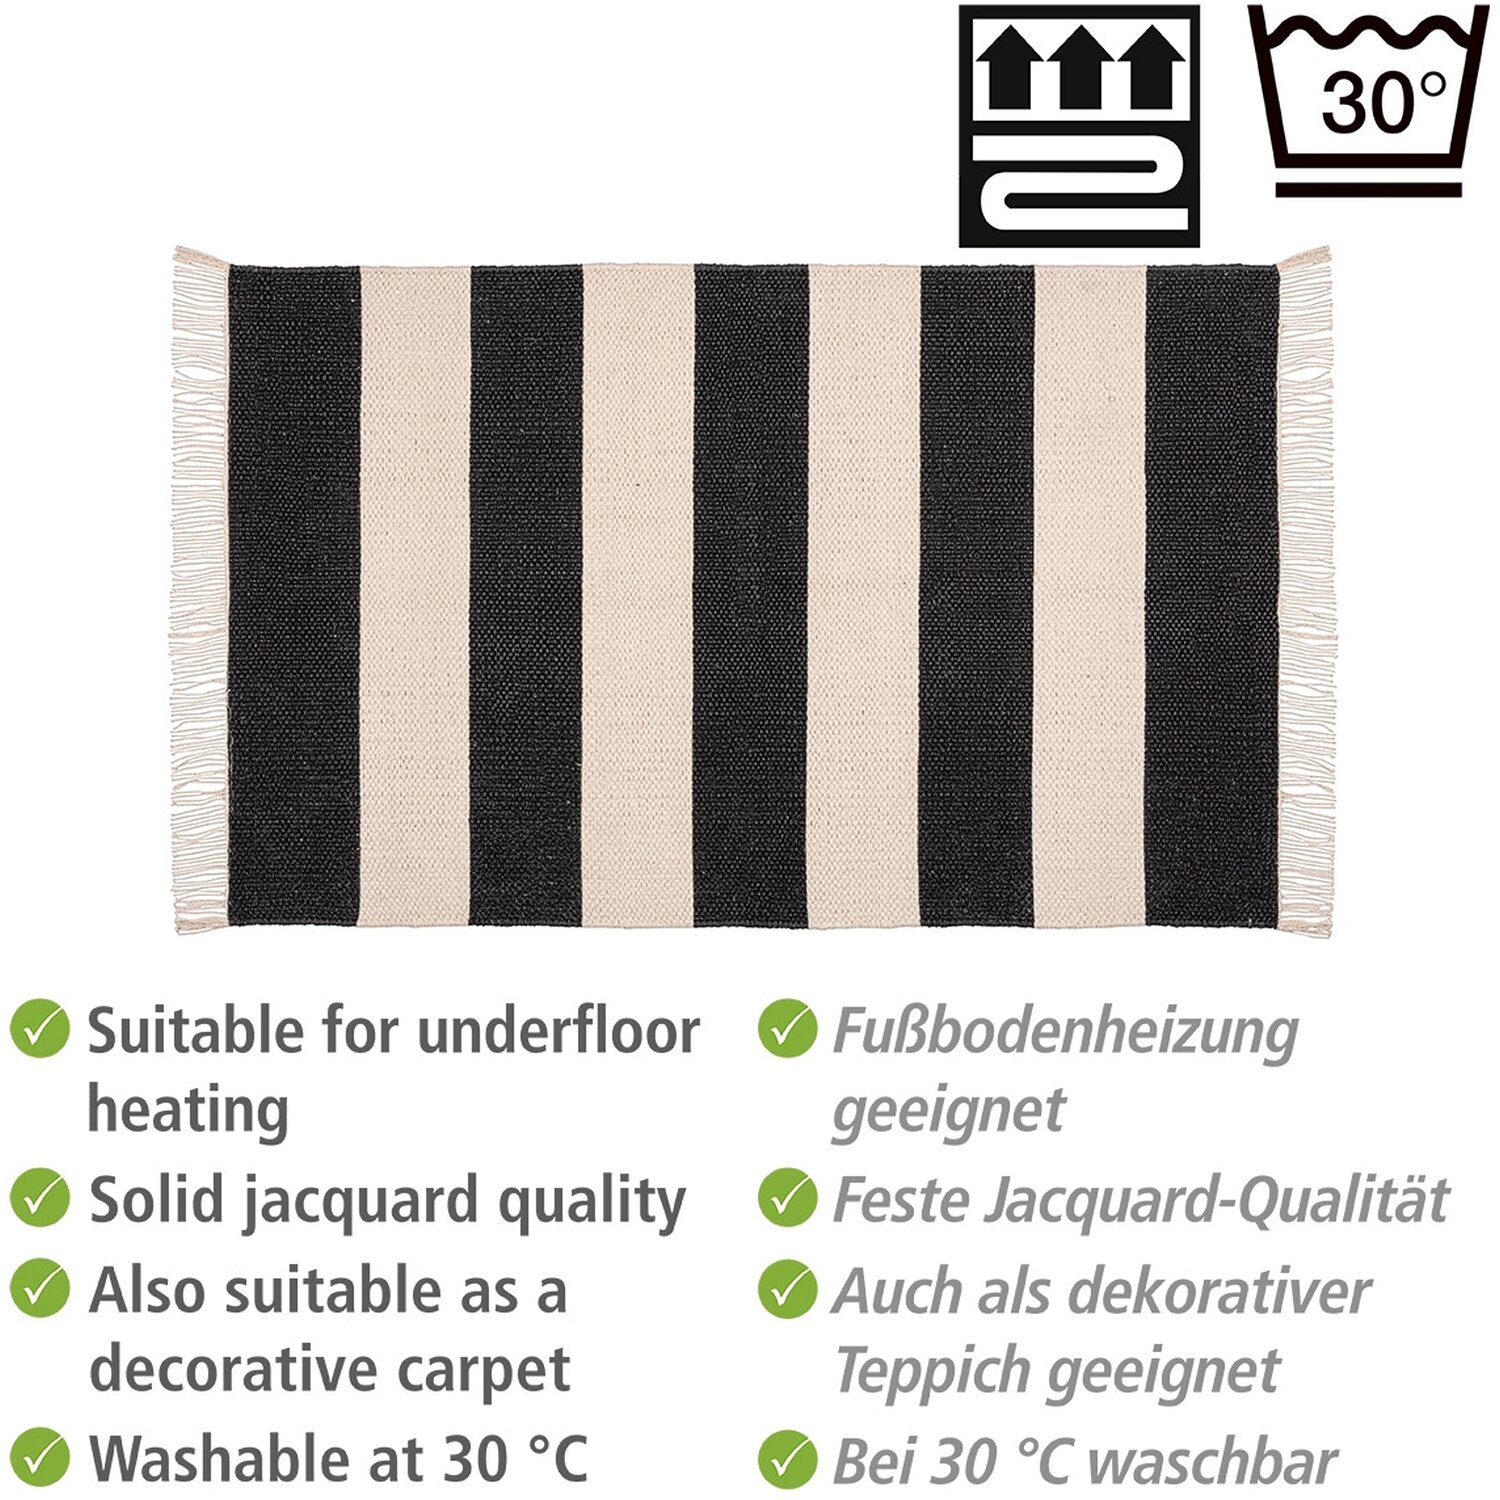 30°
Suitable for underfloor
heating
Solid jacquard quality
Also suitable as a
decorative carpet
Washable at 30 °C
Fußbodenheizung
geeignet
Feste Jacquard-Qualität
Auch als dekorativer
Teppich geeignet
Bei 30 °C waschbar